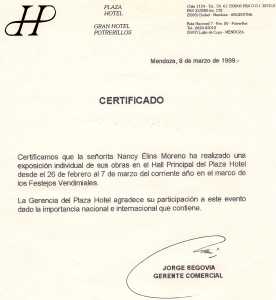 PLAZA
HOTEL
GRAN HOTEL
POTRERILLOS
Mendoza, 8 de marzo de 1999.-
CERTIFICADO
Certificamos que la señorita Nancy Elina Moreno ha realizado una
exposición individual de sus obras en el Hall Principal del Plaza Hotel
desde el 26 de febrero al 7 de marzo del corriente año en el marco de
los Festejos Vendimiales.
La Gerencia del Plaza Hotel agradece su participación a este evento
dado la importancia nacional e internacional que contiene.
JORGE SEGOVIA
GERENTE COMERCIAL